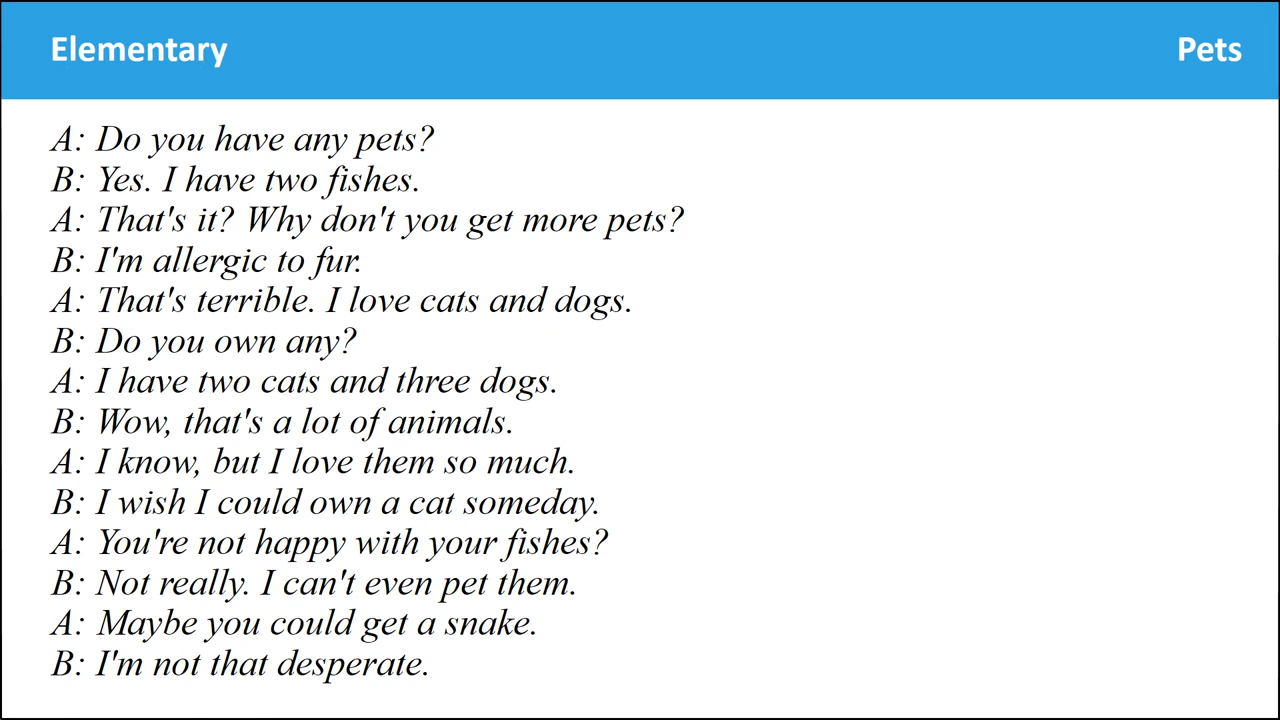 Elementary
Pets
A: Do you have any pets?
B: Yes. I have two fishes.
A: That's it? Why don't you get more pets?
B: I'm allergic to fur.
A: That's terrible. I love cats and dogs.
B: Do you own any?
A: I have two cats and three dogs.
B: Wow, that's a lot of animals.
A: I know, but I love them so much.
B: I wish I could own a cat someday.
A: You're not happy with your fishes?
B: Not really. I can't even pet them.
A: Maybe you could get a snake.
B: I'm not that desperate.